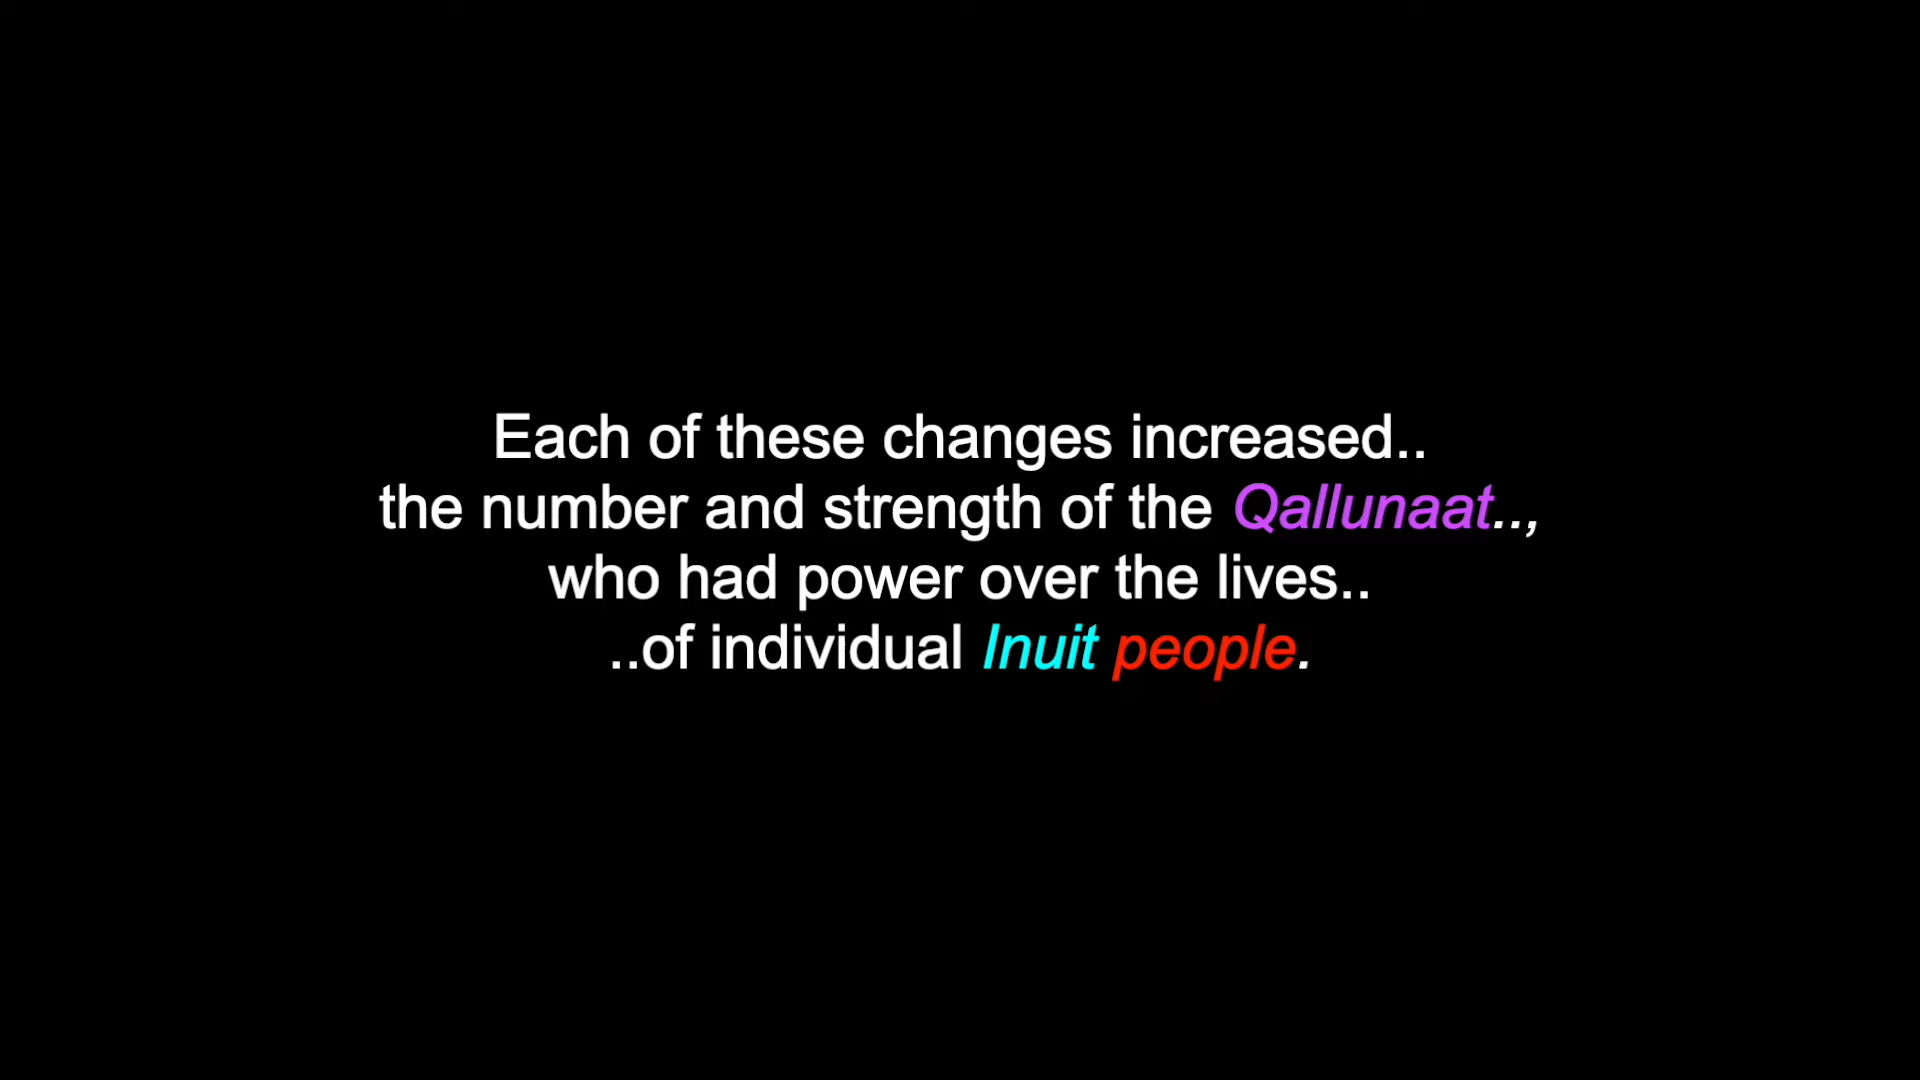 Each of these changes increased..
the number and strength of the Qallunaat..,
who had power over the lives..
..of individual Inuit people.